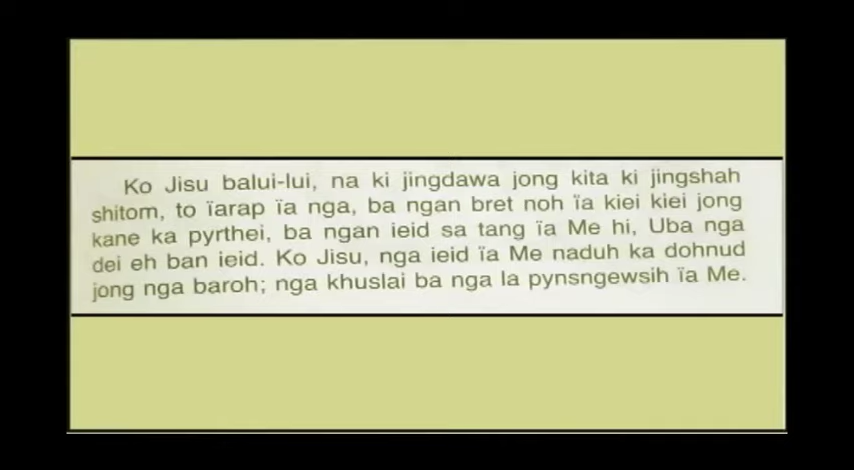 Ko Jisu balui-lui, na ki jingdawa jong kita ki jingshah
shitom, to ïarap ïa nga, ba ngan bret noh ïa kiei kiei jong
kane ka pyrthei, ba ngan ieid sa tang ïa Me hi, Uba nga
dei eh ban ieid. Ko Jisu, nga ieid ïa Me naduh ka dohnud
jong nga baroh; nga khuslai ba nga la pynsngewsih ïa Me.